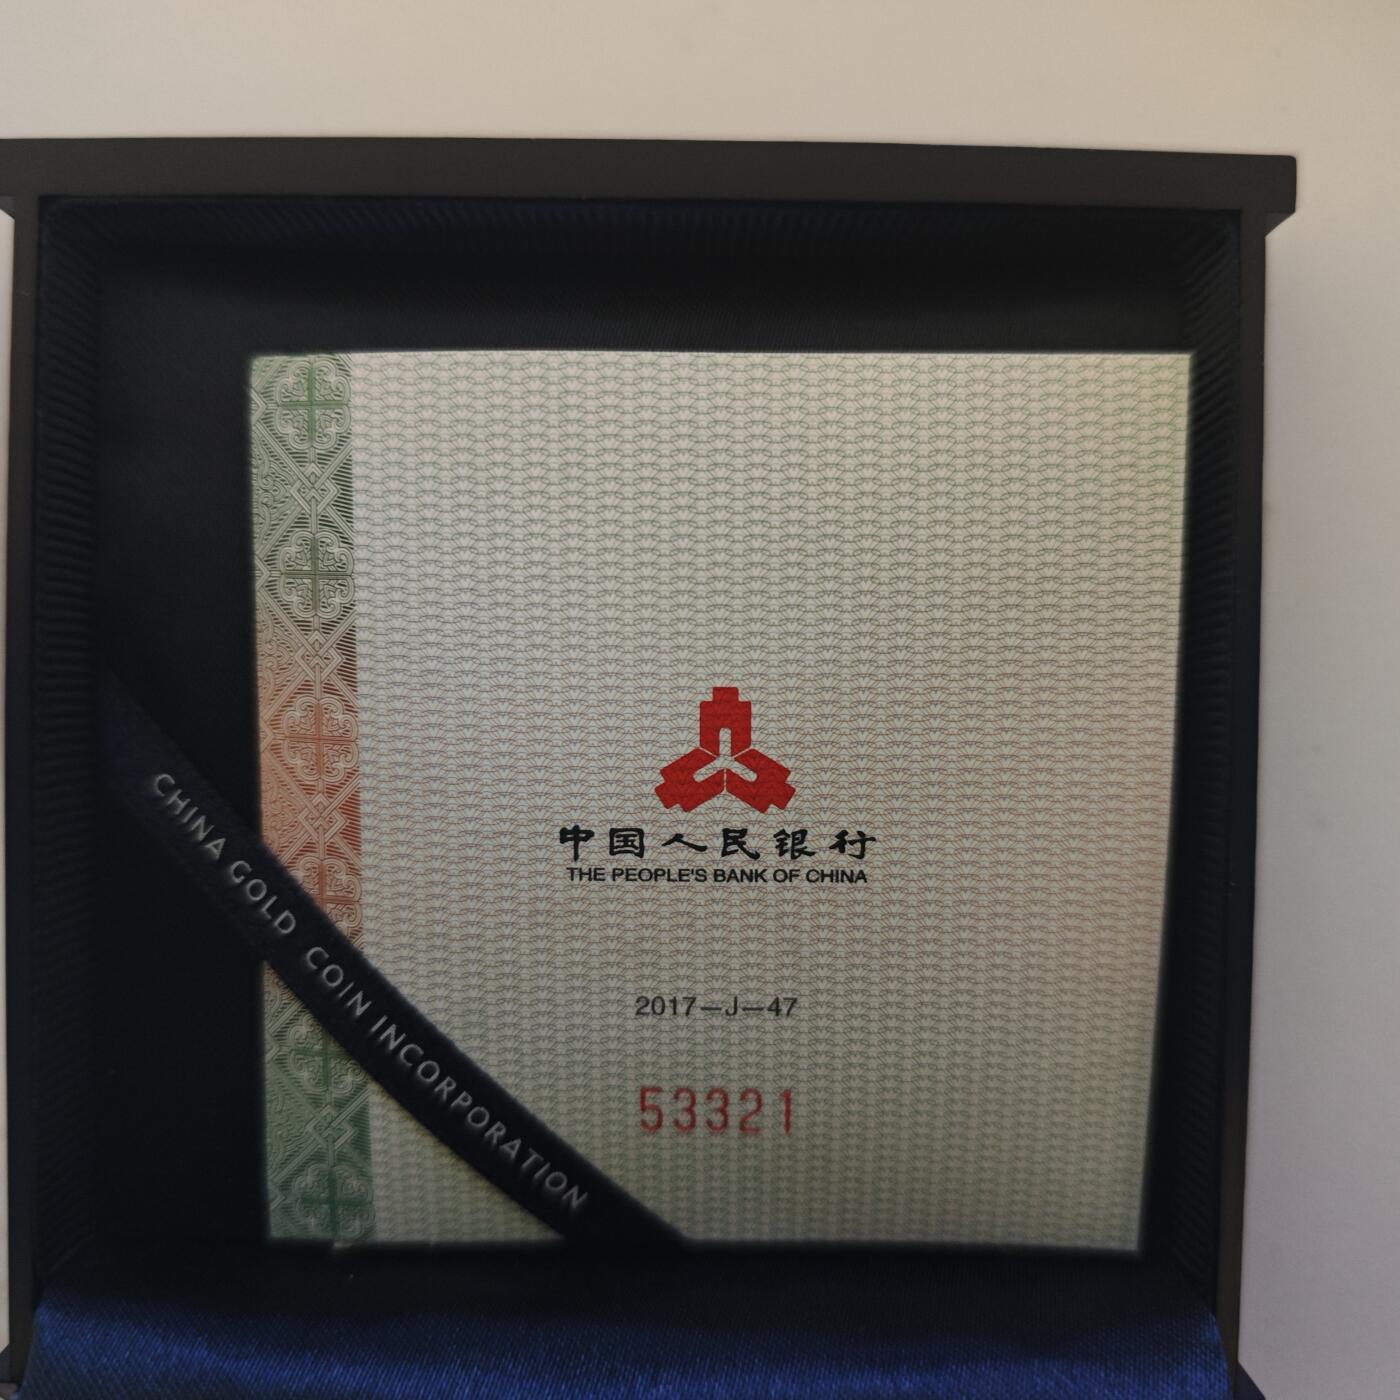 中国人民银行
THE PEOPLE'S BANK OF CHINA
2017-J-47
53321
CHINA GOLD COIN INCORPORATION